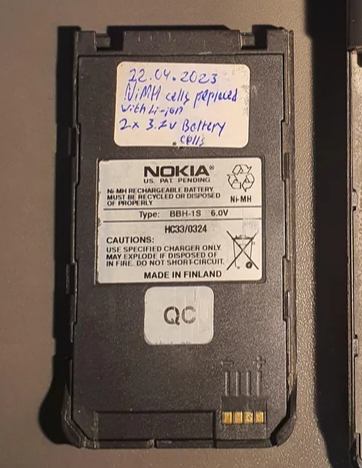 22.04.2023
NiMH cells replaced
with Li-ion
2x 3.7v Battery
cells
NOKIA®
U.S. PAT. PENDING
Ni-MH RECHARGEABLE BATTERY.
MUST BE RECYCLED OR DISPOSED
OF PROPERLY.
Ni-MH
Type: BBH-1S 6.0V
HC33/0324
CAUTIONS:
USE SPECIFIED CHARGER ONLY.
MAY EXPLODE IF DISPOSED OF
IN FIRE. DO NOT SHORT-CIRCUIT.
MADE IN FINLAND
QC